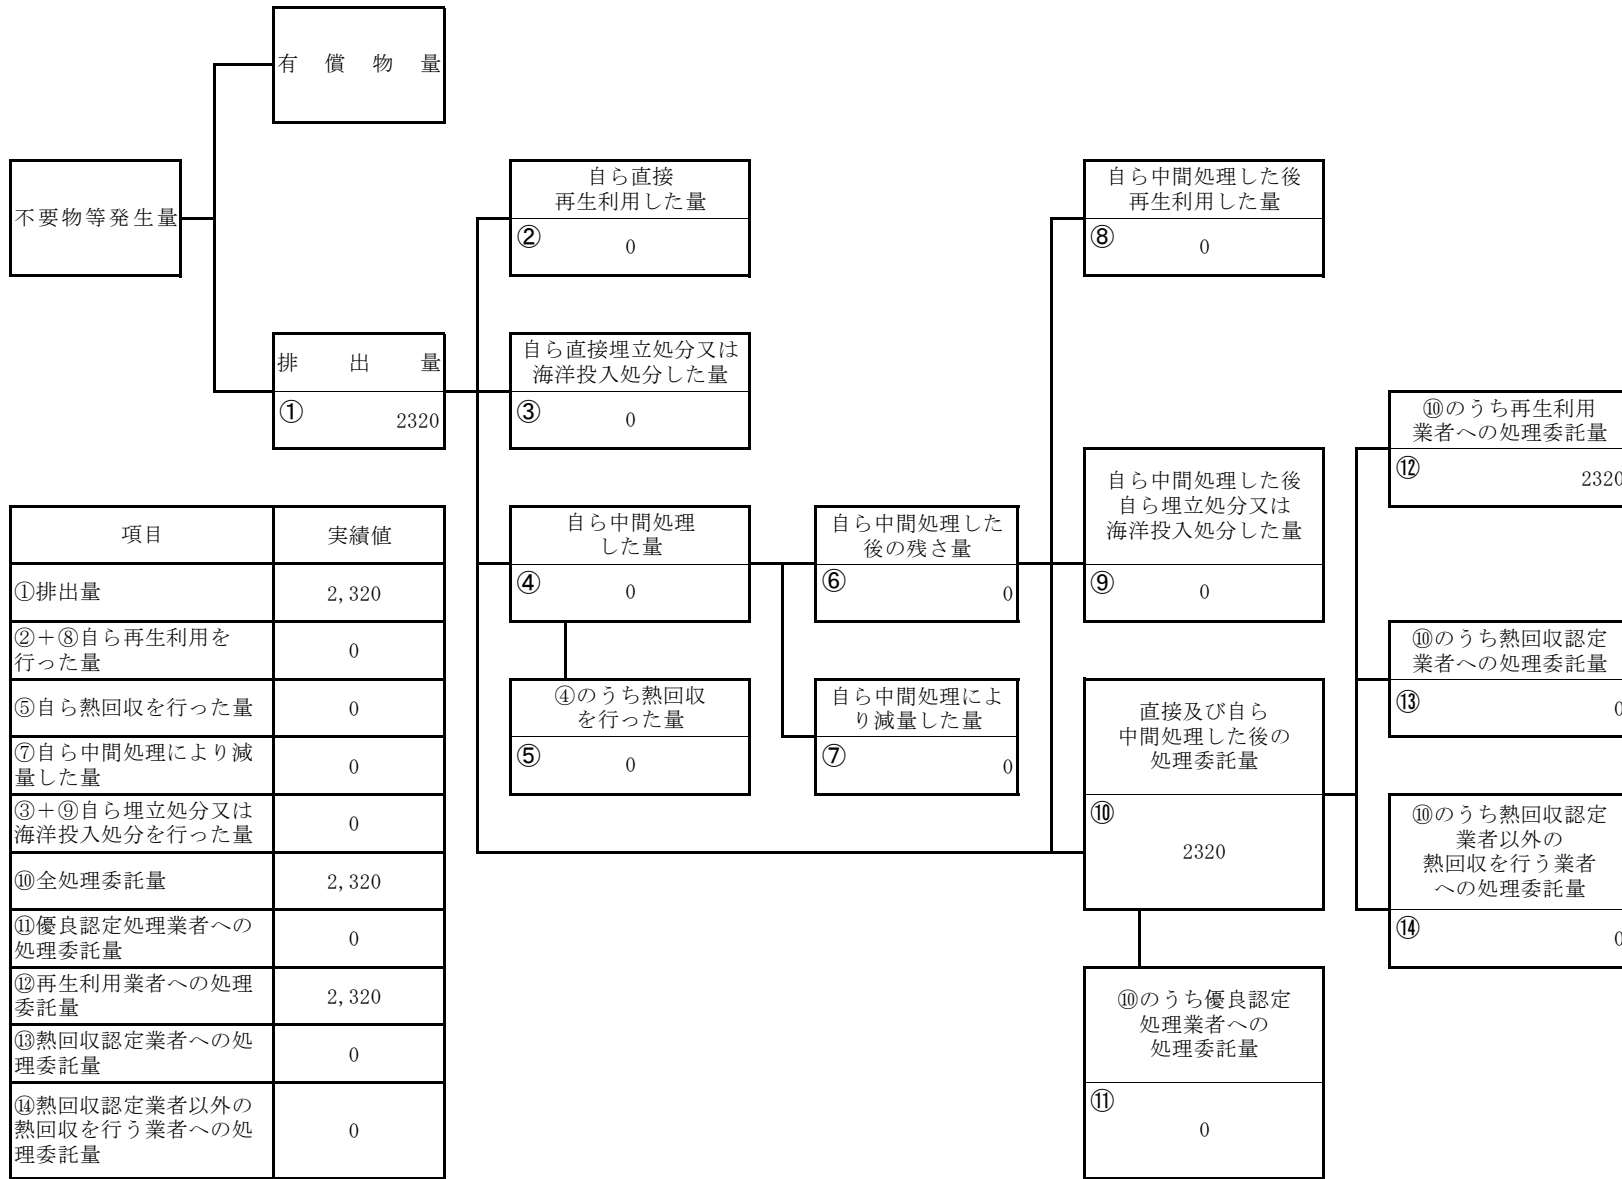 有償物量
不要物等発生量
自ら直接
再生利用した量
②
0
自ら中間処理した後
再生利用した量
⑧
0
排出量
①
2320
自ら直接埋立処分又は
海洋投入処分した量
③
0
⑩のうち再生利用
業者への処理委託量
⑫
2320
自ら中間処理
した量
④
0
自ら中間処理した
後の残さ量
⑥
0
自ら中間処理した後
自ら埋立処分又は
海洋投入処分した量
⑨
0
④のうち熱回収
を行った量
⑤
0
自ら中間処理によ
り減量した量
⑦
0
⑩のうち熱回収認定
業者への処理委託量
⑬
0
直接及び自ら
中間処理した後の
処理委託量
⑩
2320
⑩のうち熱回収認定
業者以外の
熱回収を行う業者
への処理委託量
⑭
0
⑩のうち優良認定
処理業者への
処理委託量
⑪
0
項目 実績値
①排出量 2,320
②+⑧自ら再生利用を
行った量 0
⑤自ら熱回収を行った量 0
⑦自ら中間処理により減
量した量 0
③+⑨自ら埋立処分又は
海洋投入処分を行った量 0
⑩全処理委託量 2,320
⑪優良認定処理業者への
処理委託量 0
⑫再生利用業者への処理
委託量 2,320
⑬熱回収認定業者への処
理委託量 0
⑭熱回収認定業者以外の
熱回収を行う業者への処
理委託量 0